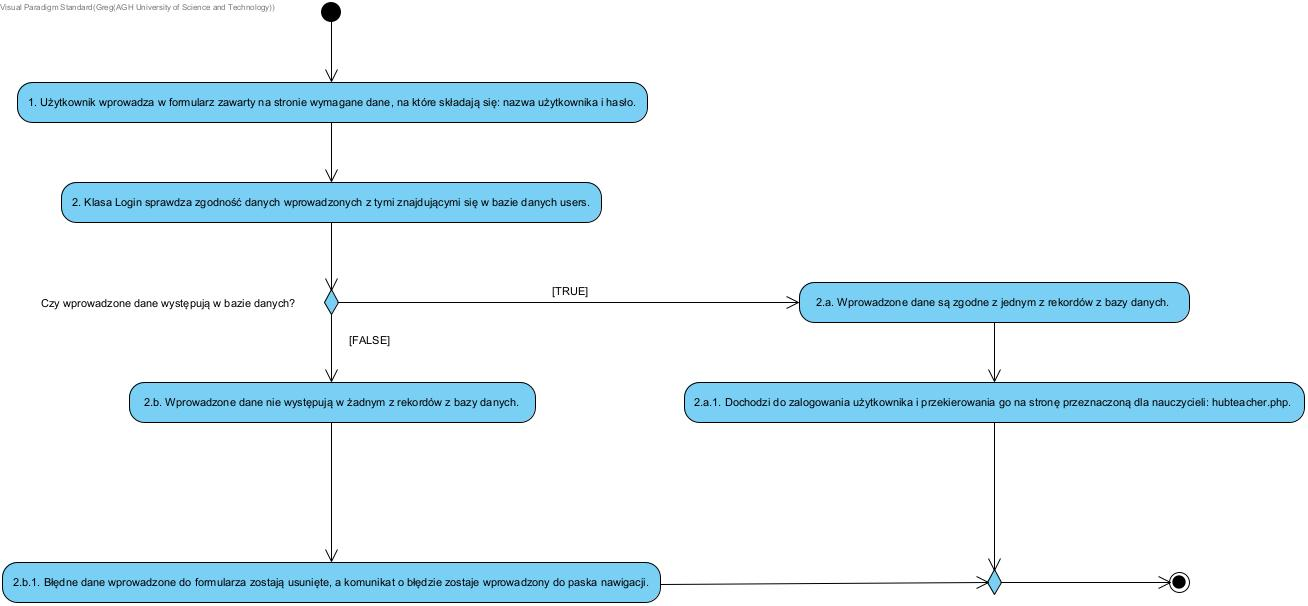 Visual Paradigm Standard(Greg(AGH University of Science and Technology))
1. Użytkownik wprowadza w formularz zawarty na stronie wymagane dane, na które składają się: nazwa użytkownika i hasło.
2. Klasa Login sprawdza zgodność danych wprowadzonych z tymi znajdującymi się w bazie danych users.
Czy wprowadzone dane występują w bazie danych?
[TRUE]
2.a. Wprowadzone dane są zgodne z jednym z rekordów z bazy danych.
[FALSE]
2.b. Wprowadzone dane nie występują w żadnym z rekordów z bazy danych.
2.a.1. Dochodzi do zalogowania użytkownika i przekierowania go na stronę przeznaczoną dla nauczycieli: hubteacher.php.
2.b.1. Błędne dane wprowadzone do formularza zostają usunięte, a komunikat o błędzie zostaje wprowadzony do paska nawigacji.